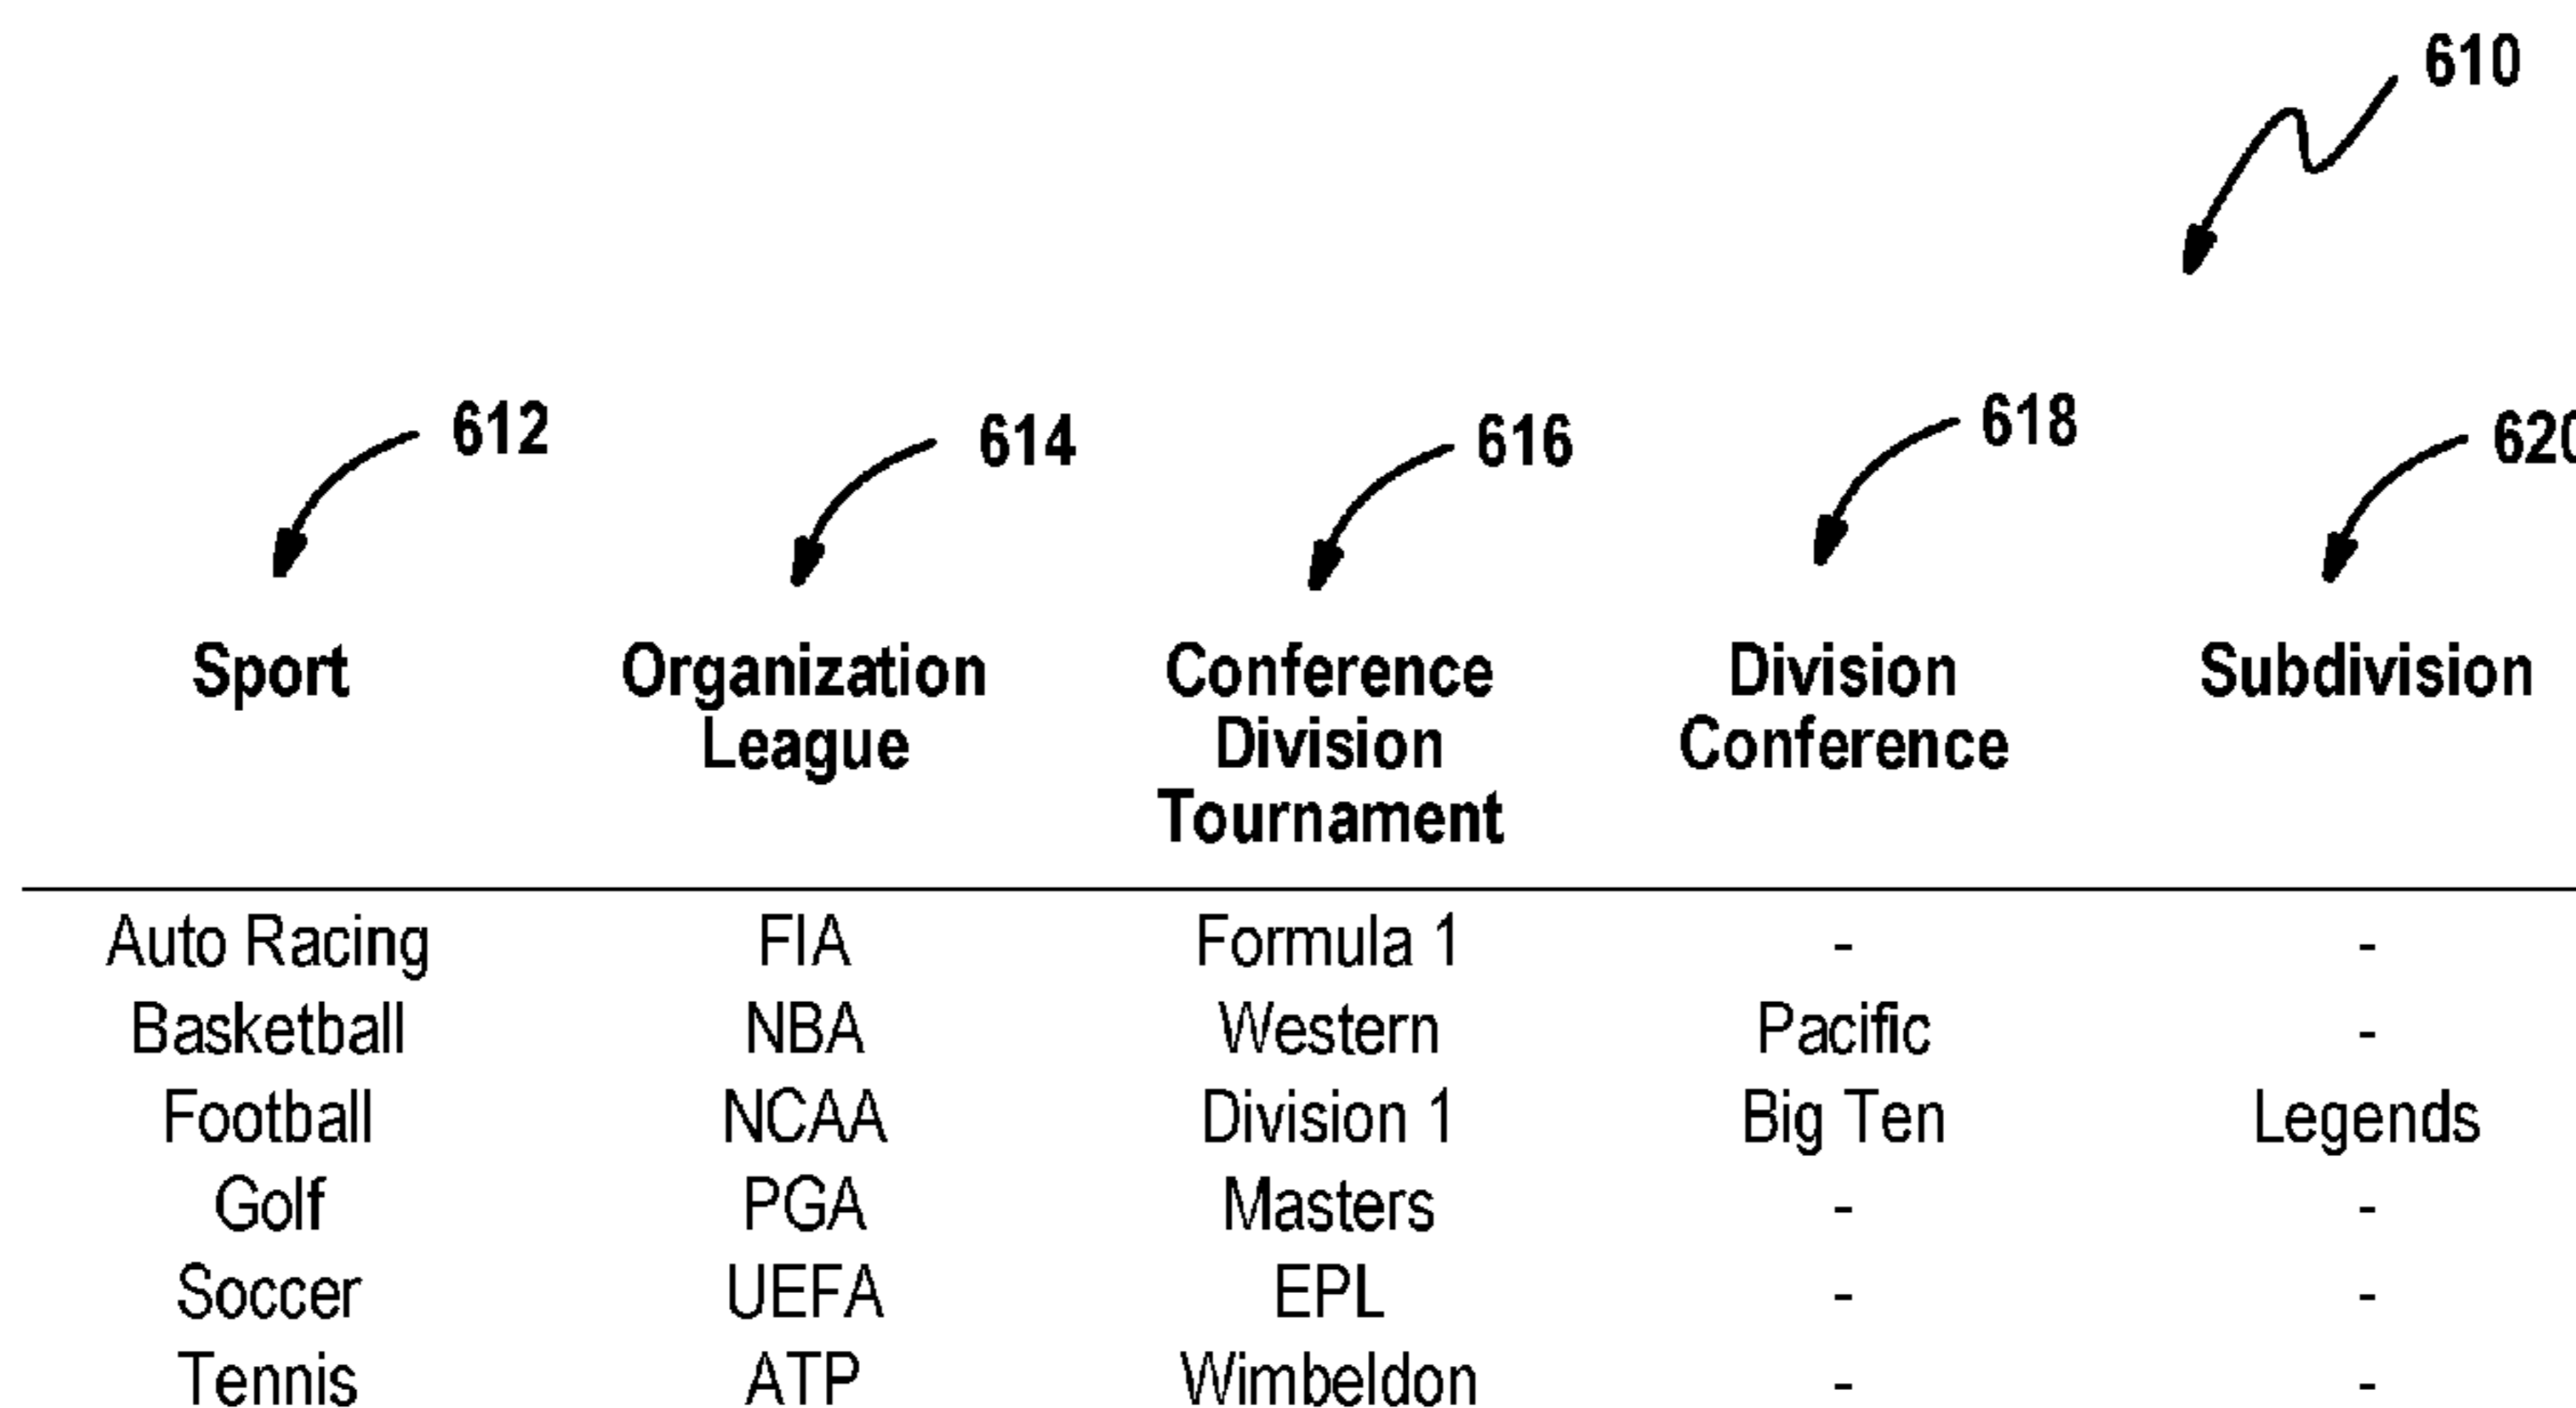 610
612 614 616 618 620
Sport Organization Conference Division Subdivision
League Division Conference
Tournament
Auto Racing FIA Formula 1 - -
Basketball NBA Western Pacific -
Football NCAA Division 1 Big Ten Legends
Golf PGA Masters - -
Soccer UEFA EPL - -
Tennis ATP Wimbeldon - -